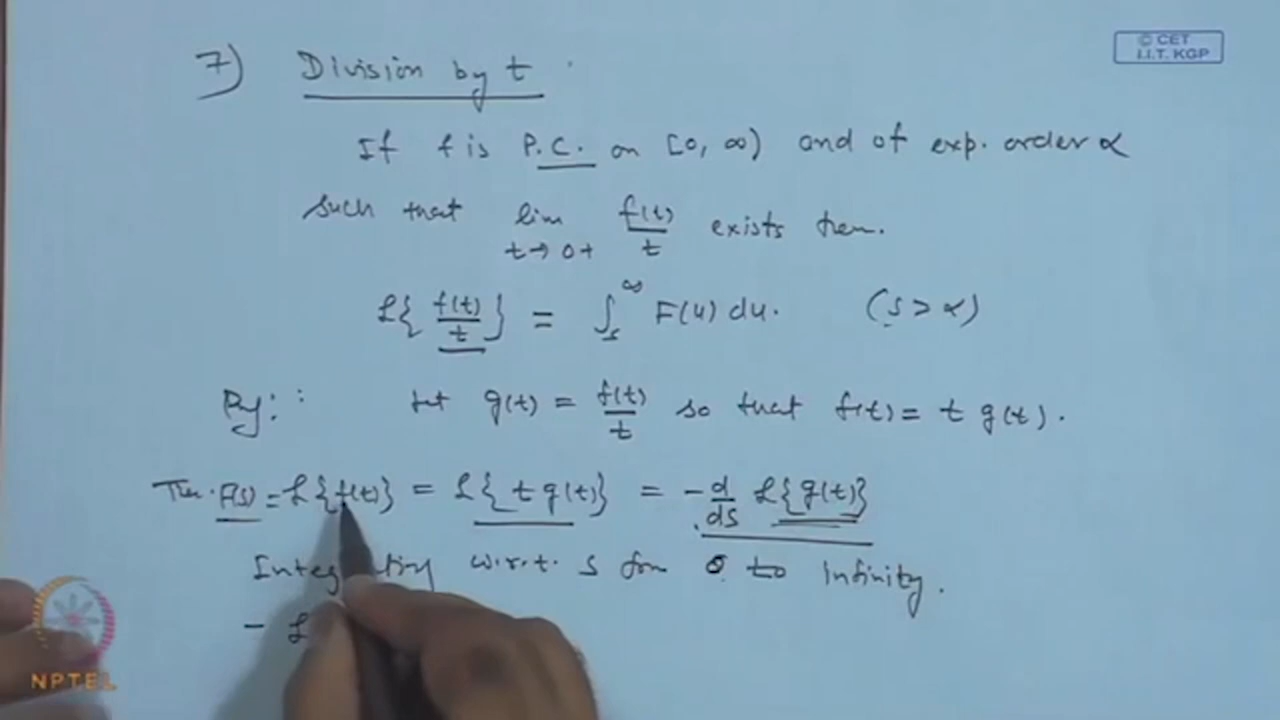 © CET
I.I.T. KGP
7) Division by t.
If f is P.C. on [0, ∞) and of exp. order α
such that lim t→0+ f(t)/t exists then.
L{f(t)/t} = ∫_s^∞ F(u) du. (s > α)
let g(t) = f(t)/t so that f(t) = t g(t).
Then. F(s) = L{f(t)} = L{t g(t)} = -d/ds L{g(t)}
w.r.t. s from to infinity.
- L
NPTEL